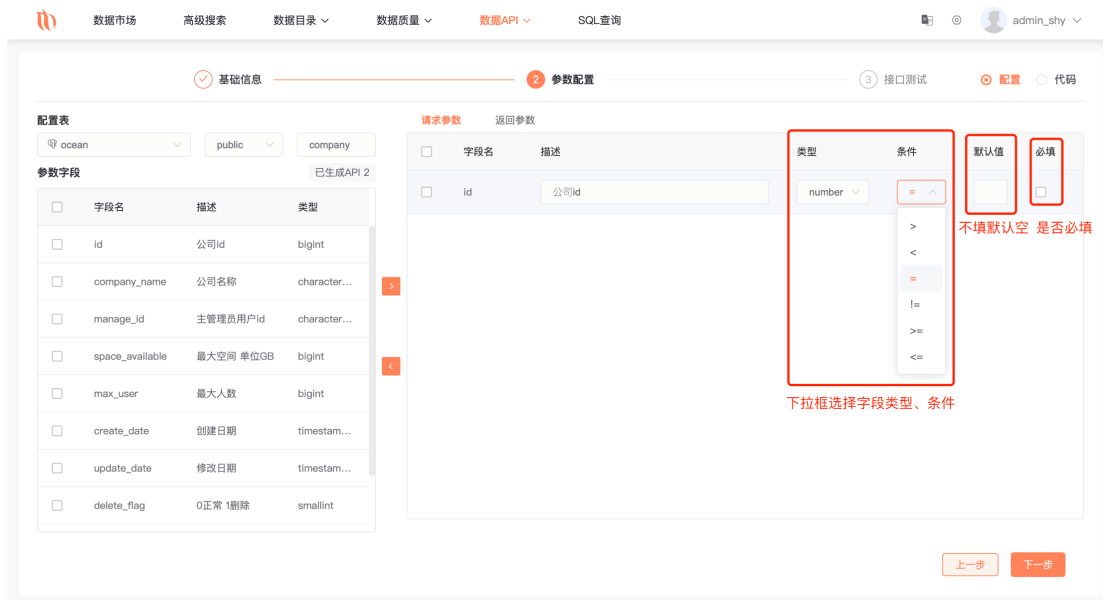 数据市场 高级搜索 数据目录 数据质量 数据API SQL查询 admin_shy
基础信息 2 参数配置 3 接口测试 配置 代码
配置表 请求参数 返回参数
ocean public company
字段名 描述 类型 条件 默认值 必填
参数字段 已生成API 2
id 公司id number =
字段名 描述 类型
>
不填默认空 是否必填
id 公司id bigint
<
=
company_name 公司名称 character...
!=
manage_id 主管理员用户id character...
>=
space_available 最大空间 单位GB bigint
<=
max_user 最大人数 bigint
下拉框选择字段类型、条件
create_date 创建日期 timestam...
update_date 修改日期 timestam...
delete_flag 0正常 1删除 smallint
上一步 下一步